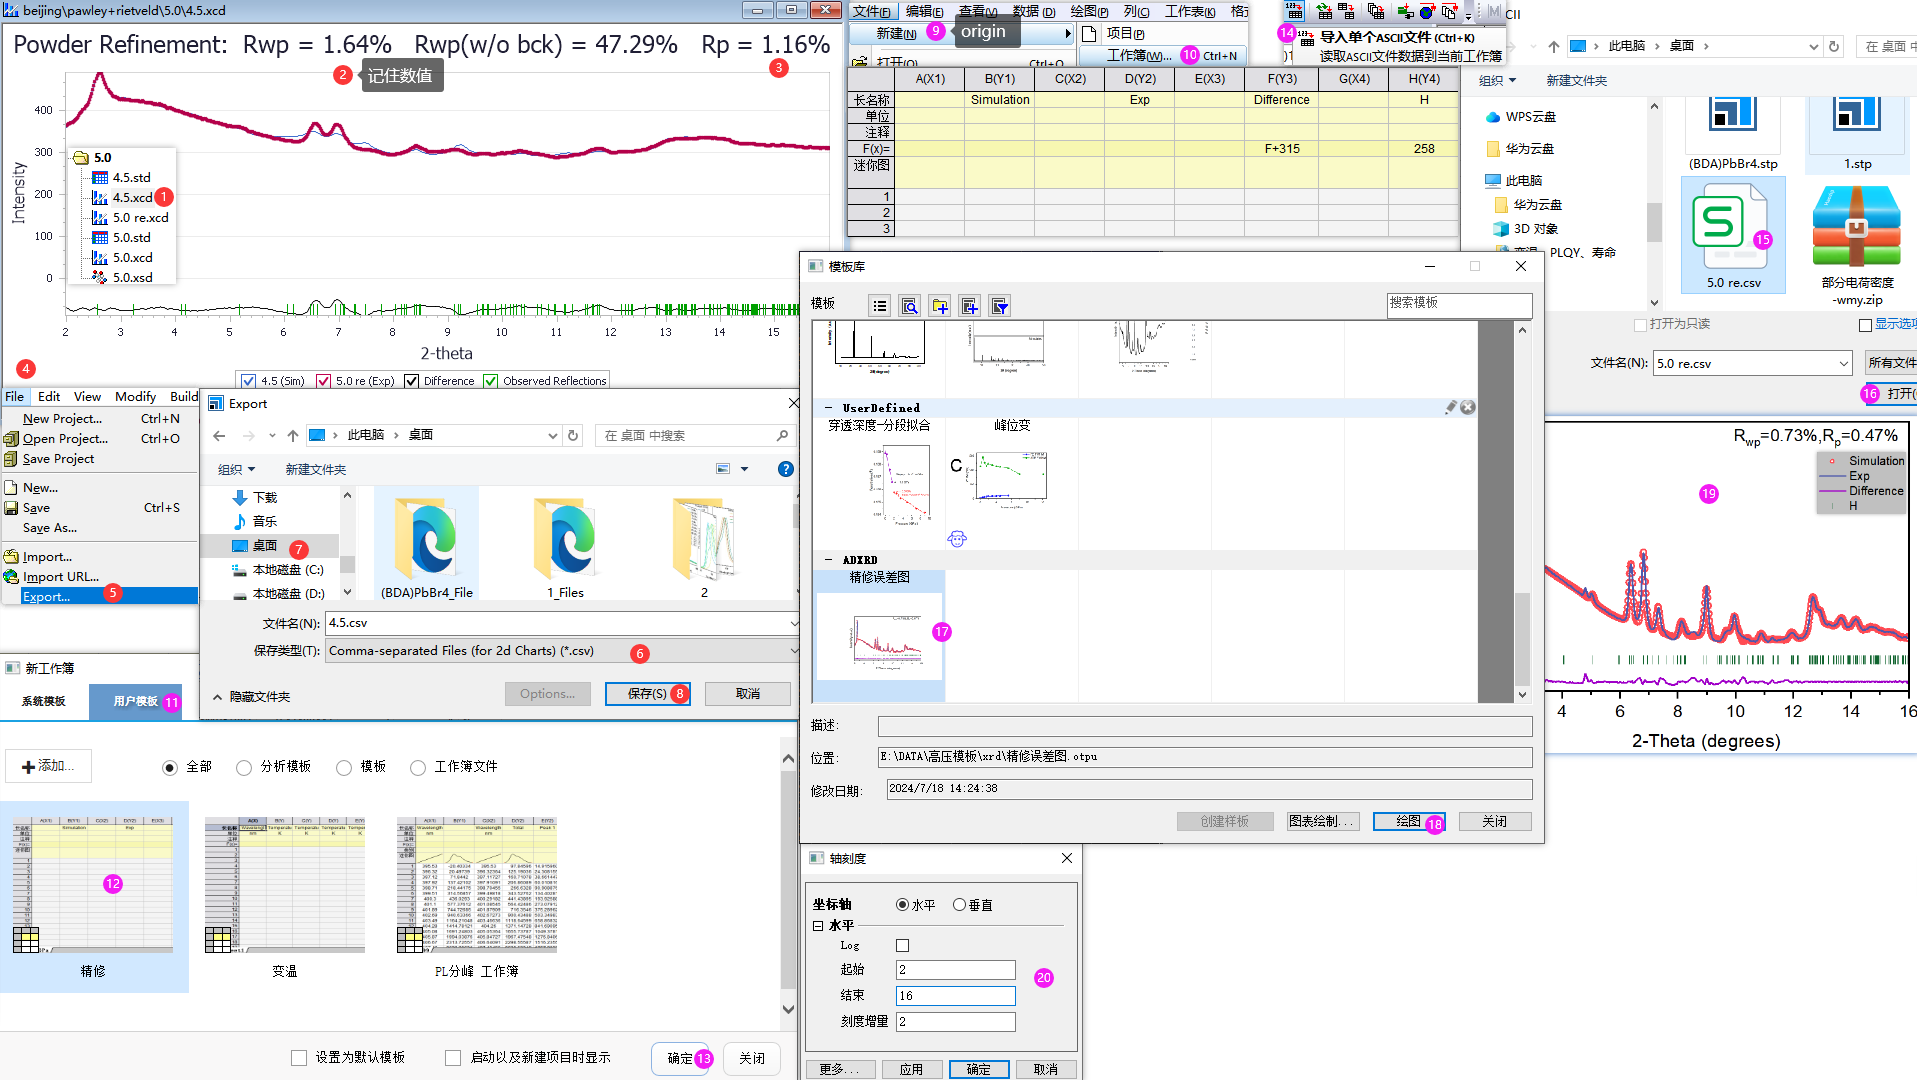 beijing\pawley+rietveld\5.0\4.5.xcd
Powder Refinement: Rwp = 1.64% Rwp(w/o bck) = 47.29% Rp = 1.16%
2 记住数值
3
Intensity
400
300
200
100
0
5.0
4.5.std
4.5.xcd 1
5.0 re.xcd
5.0.std
5.0.xcd
5.0.xsd
2 3 4 5 6 7 8 9 10 11 12 13 14 15
2-theta
4.5 (Sim) 5.0 re (Exp) Difference Observed Reflections
4
File Edit View Modify Build
New Project... Ctrl+N
Open Project... Ctrl+O
Save Project
New...
Save Ctrl+S
Save As...
Import...
Import URL...
Export... 5
Export
此电脑 › 桌面
在 桌面 中搜索
组织 新建文件夹
下载
音乐
桌面 7
本地磁盘 (C:)
本地磁盘 (D:)
(BDA)PbBr4_File
1_Files
2
文件名(N): 4.5.csv
保存类型(T): Comma-separated Files (for 2d Charts) (*.csv) 6
隐藏文件夹
Options...
保存(S) 8
取消
文件(F) 编辑(E) 查看(V) 数据(D) 绘图(P) 列(C) 工作表(K) 格
新建(N) 9 origin
打开(O)... Ctrl+O
项目(P)
工作簿(W)... 10 Ctrl+N
A(X1) B(Y1) C(X2) D(Y2) E(X3) F(Y3) G(X4) H(Y4)
长名称 Simulation Exp Difference H
单位
注释
F(x)= F+315 258
迷你图
1
2
3
14 导入单个ASCII文件 (Ctrl+K)
读取ASCII文件数据到当前工作簿
CII
此电脑 › 桌面
在 桌面 中
组织 新建文件夹
WPS云盘
华为云盘
此电脑
华为云盘
3D 对象
变温、PLQY、寿命
(BDA)PbBr4.stp
1.stp
15
5.0 re.csv
部分电荷密度
-wmy.zip
打开为只读
显示选项
文件名(N): 5.0 re.csv
所有文件
16 打开(
模板库
模板
搜索模板
UserDefined
穿透深度-分段拟合
峰位变
C
ADXRD
精修误差图
17
描述:
位置: E:\DATA\高压模板\xrd\精修误差图.otpu
修改日期: 2024/7/18 14:24:38
创建样板
图表绘制...
绘图 18
关闭
Rwp=0.73%,Rp=0.47%
Simulation
Exp
Difference
H
19
4 6 8 10 12 14 16
2-Theta (degrees)
新工作簿
系统模板
用户模板 11
添加...
全部 分析模板 模板 工作簿文件
12
精修
变温
PL分峰 工作簿
设置为默认模板
启动以及新建项目时显示
确定 13
关闭
轴刻度
坐标轴 水平 垂直
水平
Log
起始 2
结束 16
刻度增量 2
20
更多...
应用
确定
取消